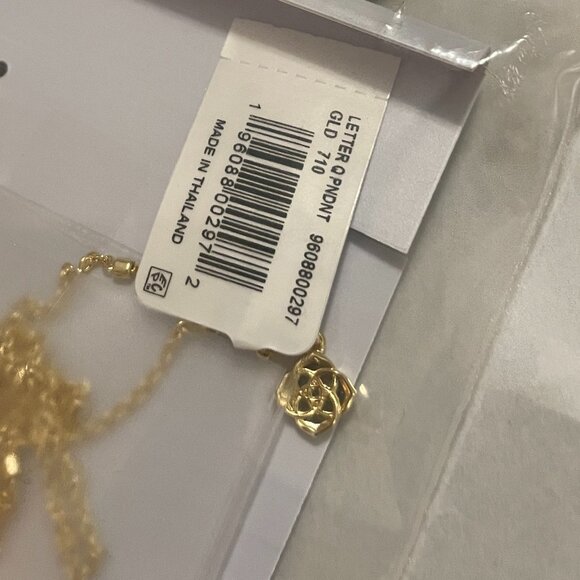 LETTER Q PNDNT 9608800297
GLD 710
1 96088 00297 2
MADE IN THAILAND